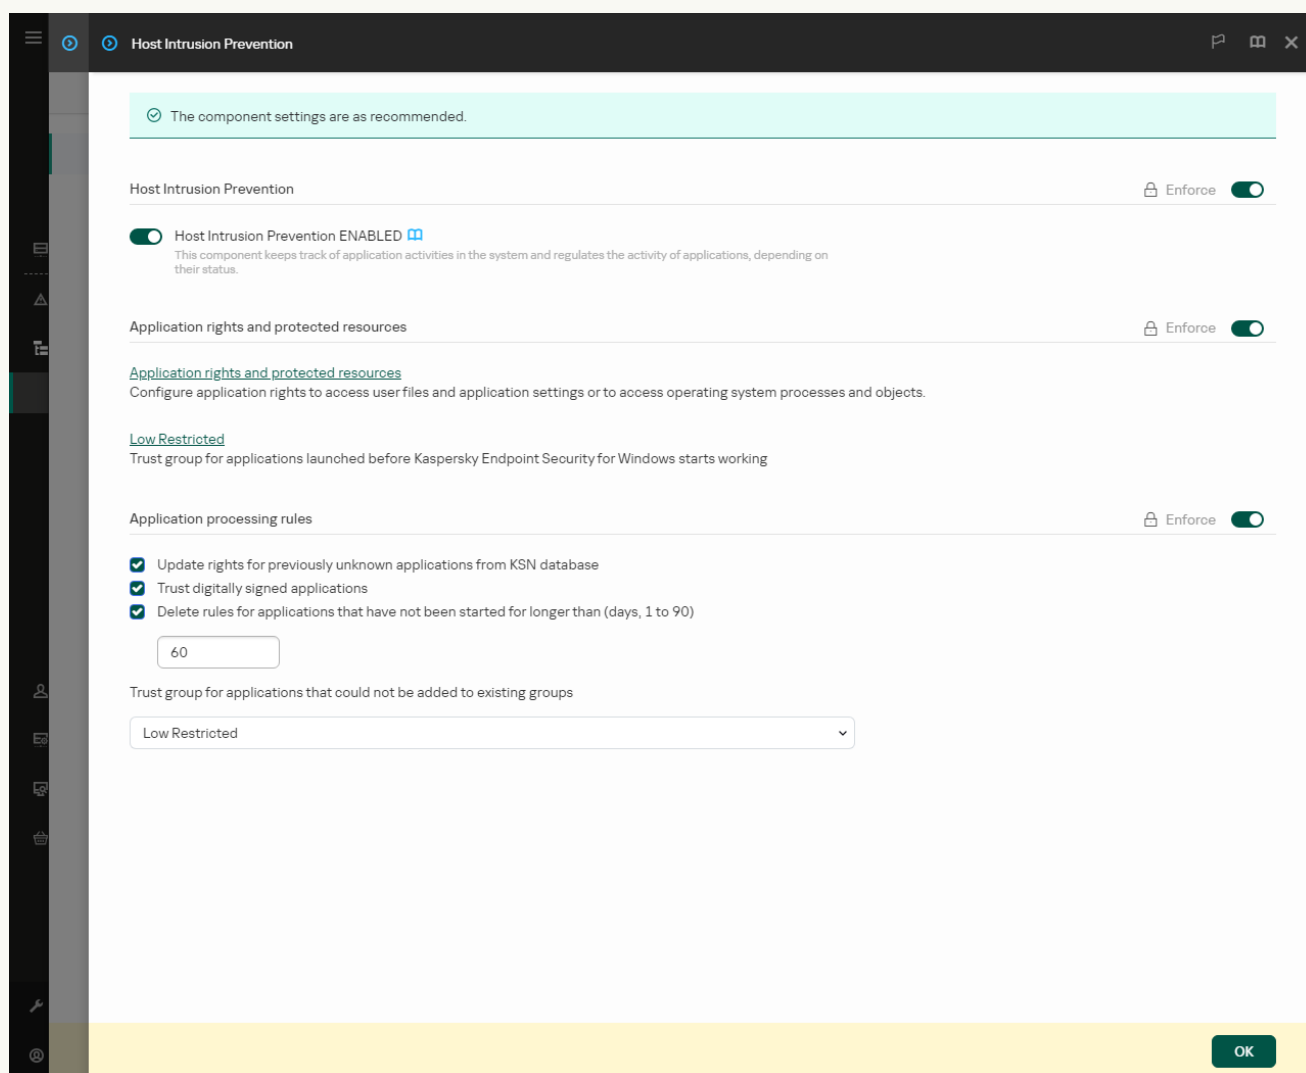 Host Intrusion Prevention
The component settings are as recommended.
Host Intrusion Prevention
Enforce
Host Intrusion Prevention ENABLED
This component keeps track of application activities in the system and regulates the activity of applications, depending on
their status.
Application rights and protected resources
Enforce
Application rights and protected resources
Configure application rights to access user files and application settings or to access operating system processes and objects.
Low Restricted
Trust group for applications launched before Kaspersky Endpoint Security for Windows starts working
Application processing rules
Enforce
Update rights for previously unknown applications from KSN database
Trust digitally signed applications
Delete rules for applications that have not been started for longer than (days, 1 to 90)
60
Trust group for applications that could not be added to existing groups
Low Restricted
OK